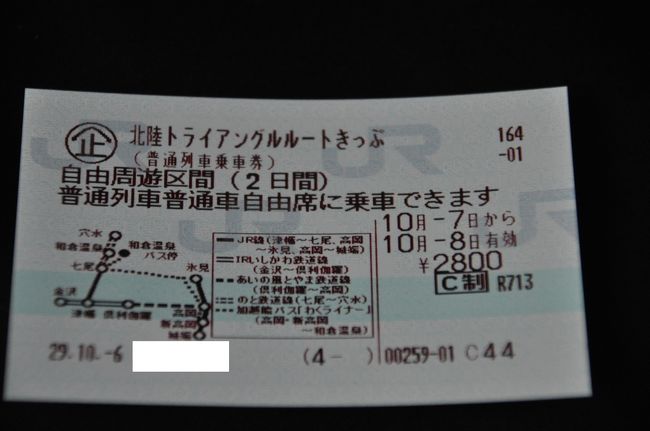 企 北陸トライアングルルートきっぷ 164
(普通列車乗車券) -01
自由周遊区間 (2日間)
普通列車普通車自由席に乗車できます
10月-7日から
10月-8日有効
¥2800
C制 R713
穴水
和倉温泉
和倉温泉バス停
七尾
氷見
金沢
津幡 倶利伽羅
高岡
新高岡
城端
JR線(津幡~七尾、高岡
~氷見、高岡~城端)
IRいしかわ鉄道線
(金沢~倶利伽羅)
あいの風とやま鉄道線
(倶利伽羅~高岡)
のと鉄道線(七尾~穴水)
加越能バス「わくライナー」
(高岡・新高岡
~和倉温泉)
29.10.-6 (4- ) 00259-01 C44